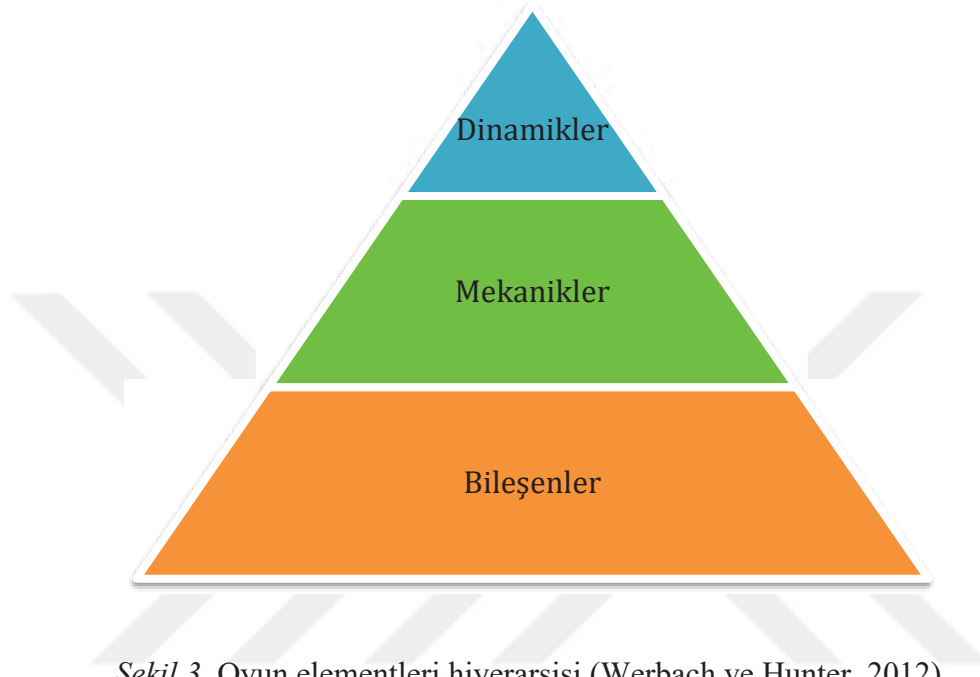 Dinamikler
Mekanikler
Bileşenler
Şekil 3. Oyun elementleri hiyerarşisi (Werbach ve Hunter, 2012)